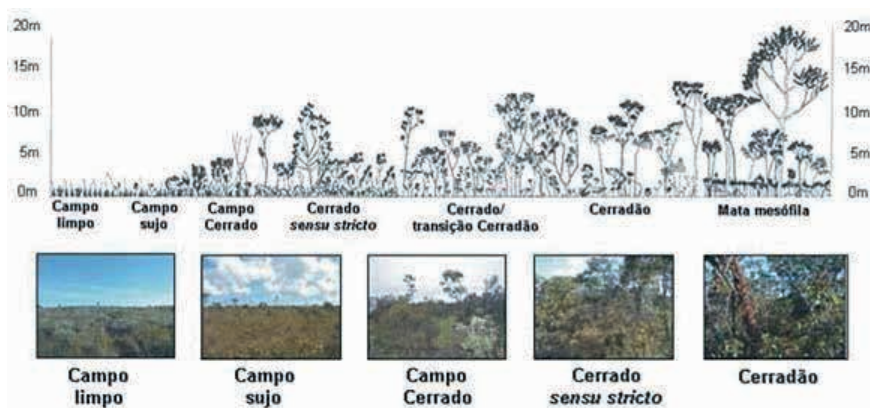 20m 20m
15m 15m
10m 10m
5m 5m
0m 0m
Campo
limpo
Campo
sujo
Campo
Cerrado
Cerrado
sensu stricto
Cerrado/
transição Cerradão
Cerradão
Mata mesófila
Campo
limpo
Campo
sujo
Campo
Cerrado
Cerrado
sensu stricto
Cerradão